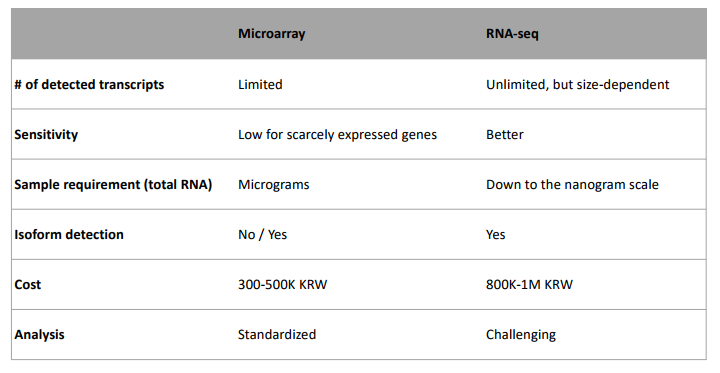 Microarray RNA-seq
# of detected transcripts Limited Unlimited, but size-dependent
Sensitivity Low for scarcely expressed genes Better
Sample requirement (total RNA) Micrograms Down to the nanogram scale
Isoform detection No / Yes Yes
Cost 300-500K KRW 800K-1M KRW
Analysis Standardized Challenging